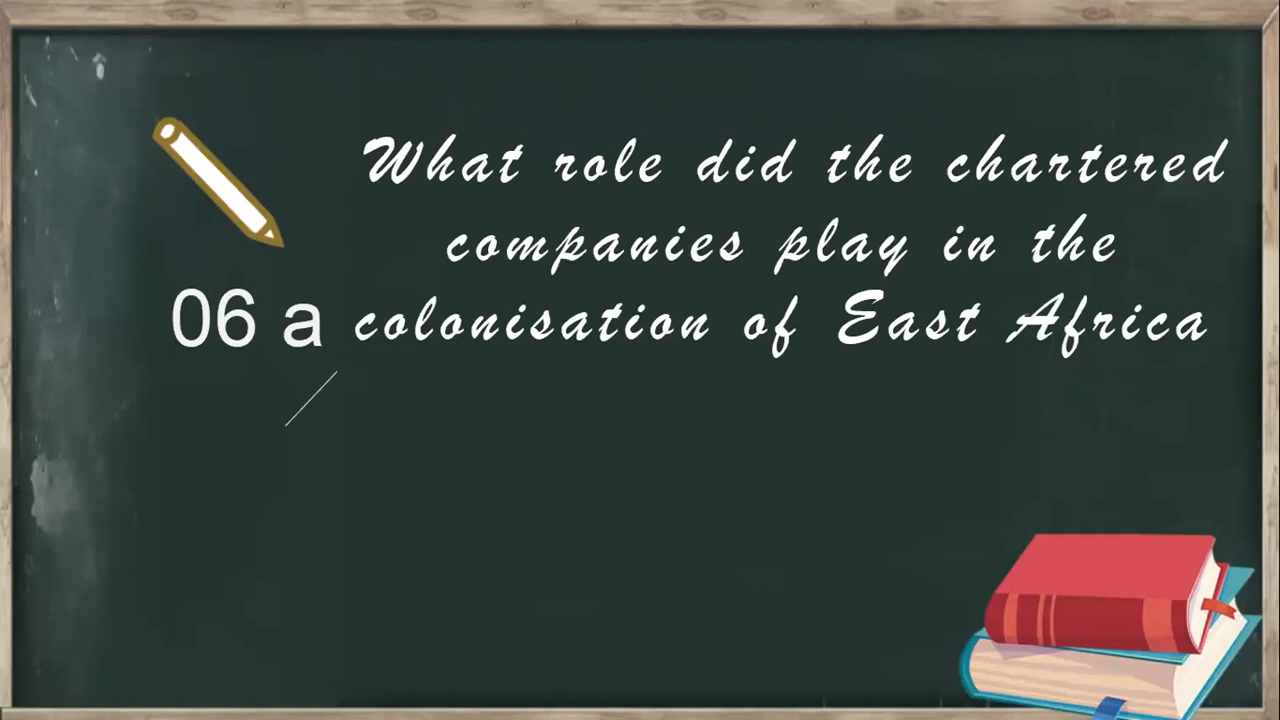 What role did the chartered
companies play in the
06 a colonisation of East Africa